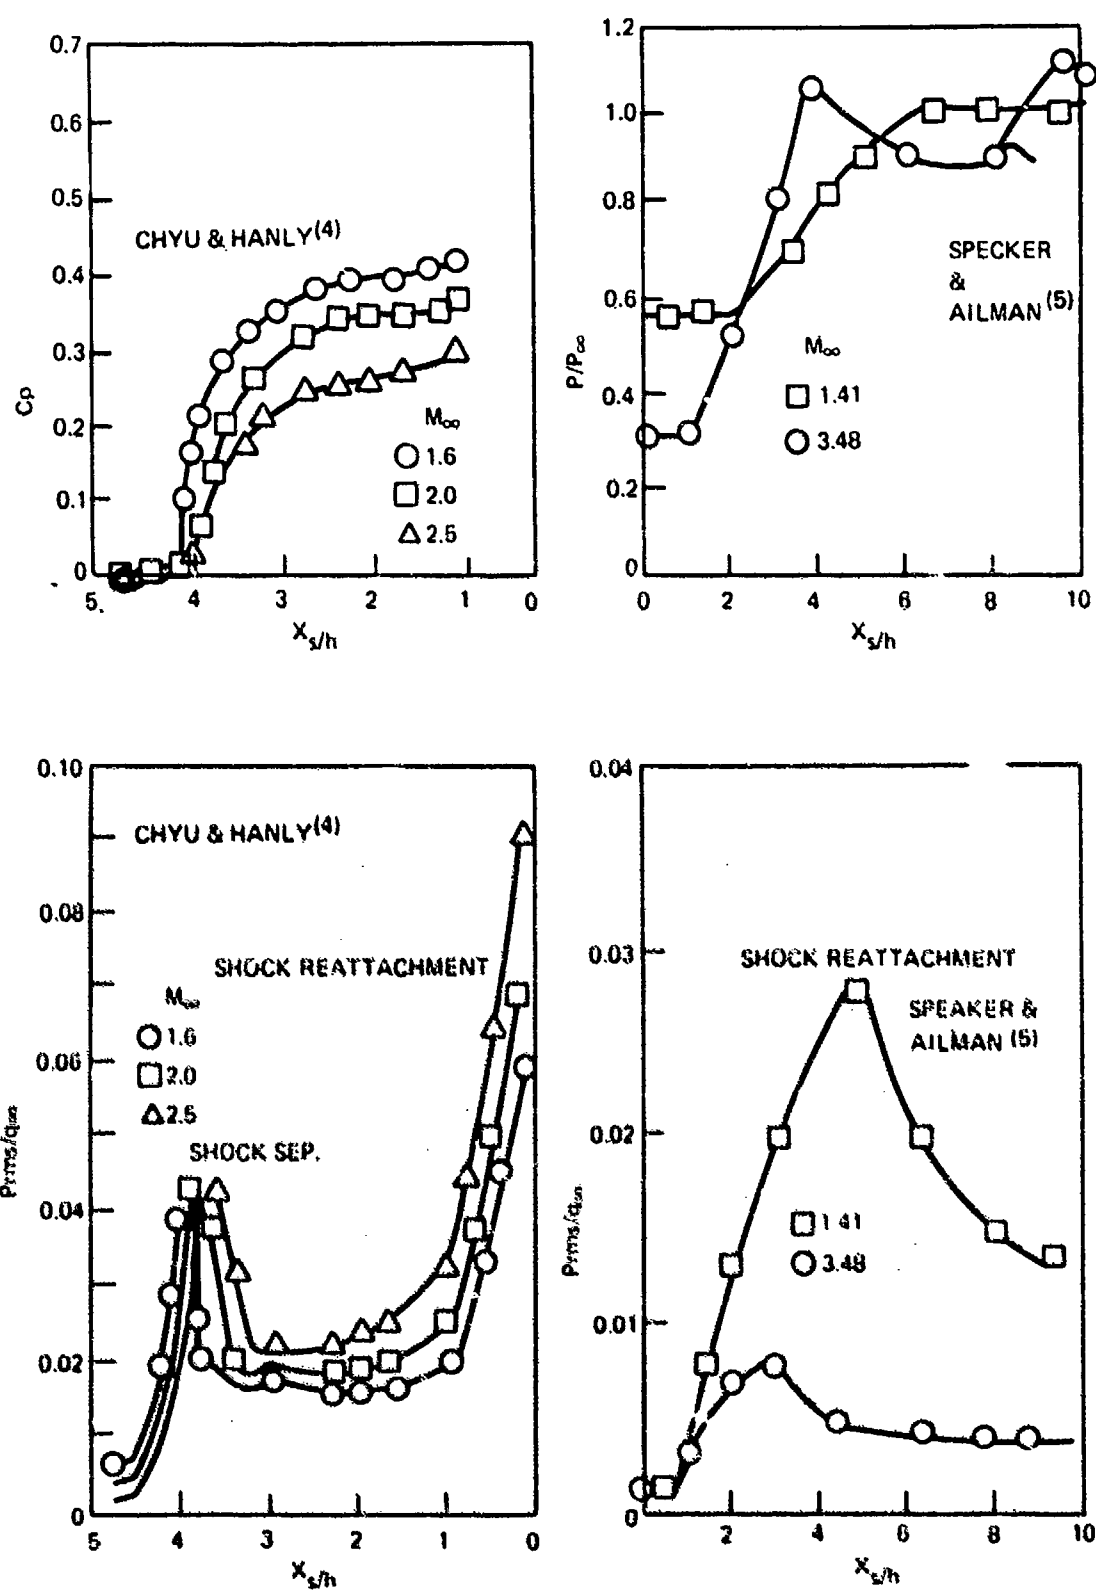 0.7
0.6
0.5
CHYU & HANLY(4)
0.4
0.3
Cp
0.2
M∞
1.6
0.1
2.0
2.5
0
5. 4 3 2 1 0
Xs/h
1.2
1.0
0.8
SPECKER
&
AILMAN(5)
0.6
P/P∞
M∞
0.4
1.41
3.48
0.2
0
0 2 4 6 8 10
Xs/h
0.10
CHYU & HANLY(4)
0.08
SHOCK REATTACHMENT
M∞
1.6
0.06
2.0
2.5
Prms/q∞
SHOCK SEP.
0.04
0.02
0
5 4 3 2 1 0
Xs/h
0.04
0.03
SHOCK REATTACHMENT
SPEAKER &
AILMAN (5)
0.02
Prms/q∞
1.41
3.48
0.01
0
2 4 6 8 10
Xs/h